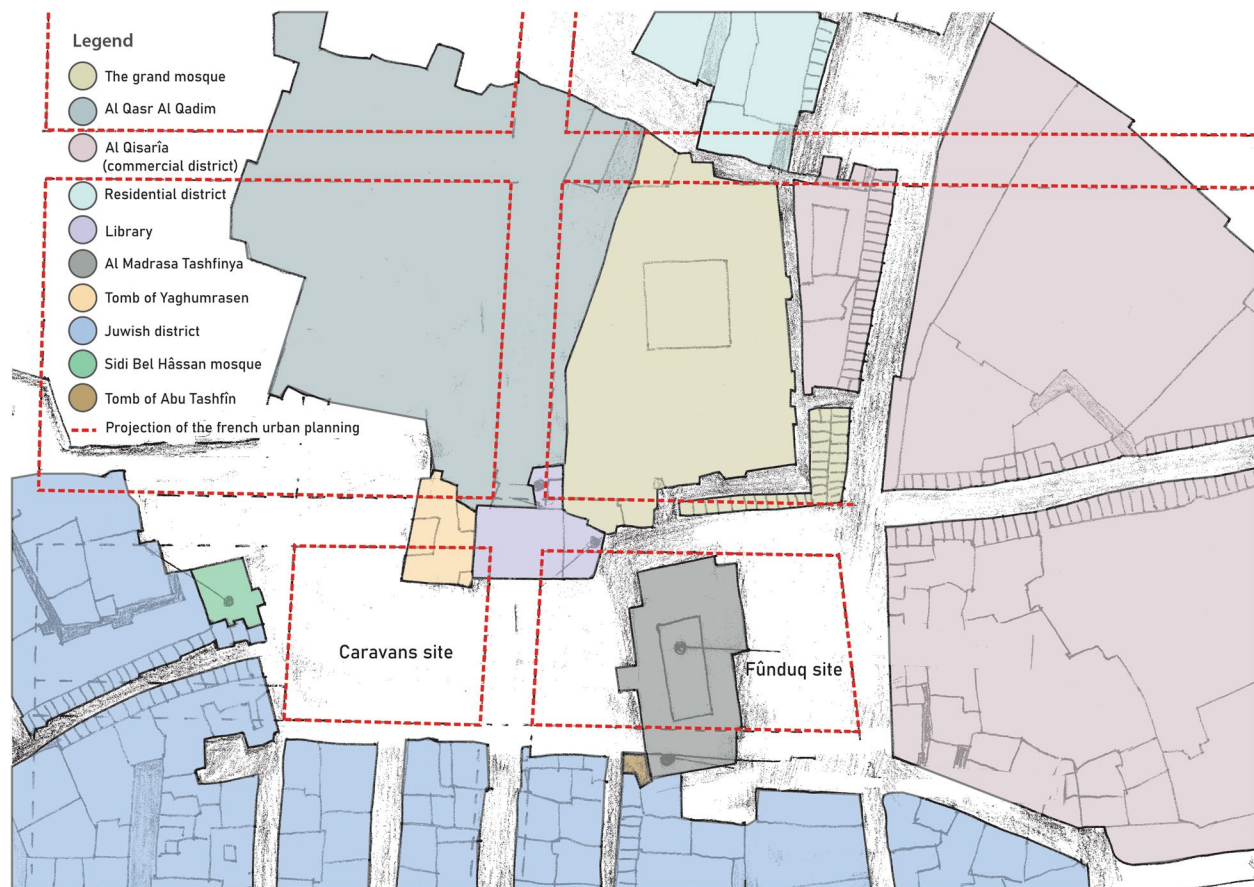 Legend
The grand mosque
Al Qasr Al Qadim
Al Qisarîa
(commercial district)
Residential district
Library
Al Madrasa Tashfinya
Tomb of Yaghumrasen
Juwish district
Sidi Bel Hâssan mosque
Tomb of Abu Tashfîn
Projection of the french urban planning
Caravans site
Fûnduq site